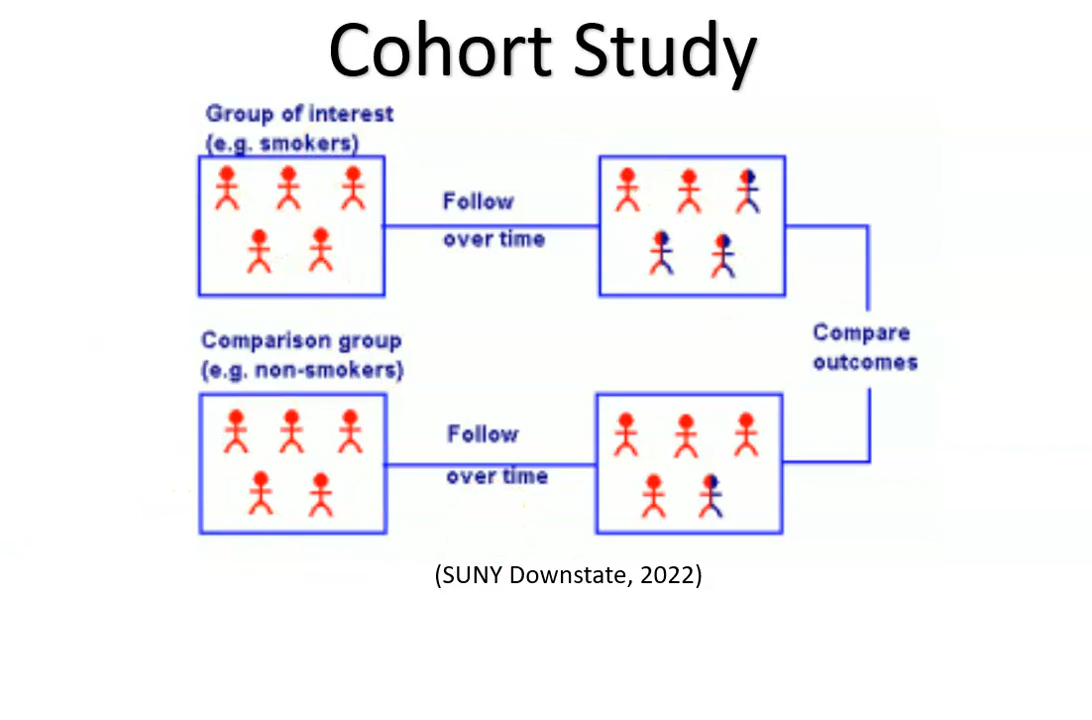 Cohort Study
Group of interest
(e.g. smokers)
Follow
over time
Comparison group
(e.g. non-smokers)
Follow
over time
Compare
outcomes
(SUNY Downstate, 2022)